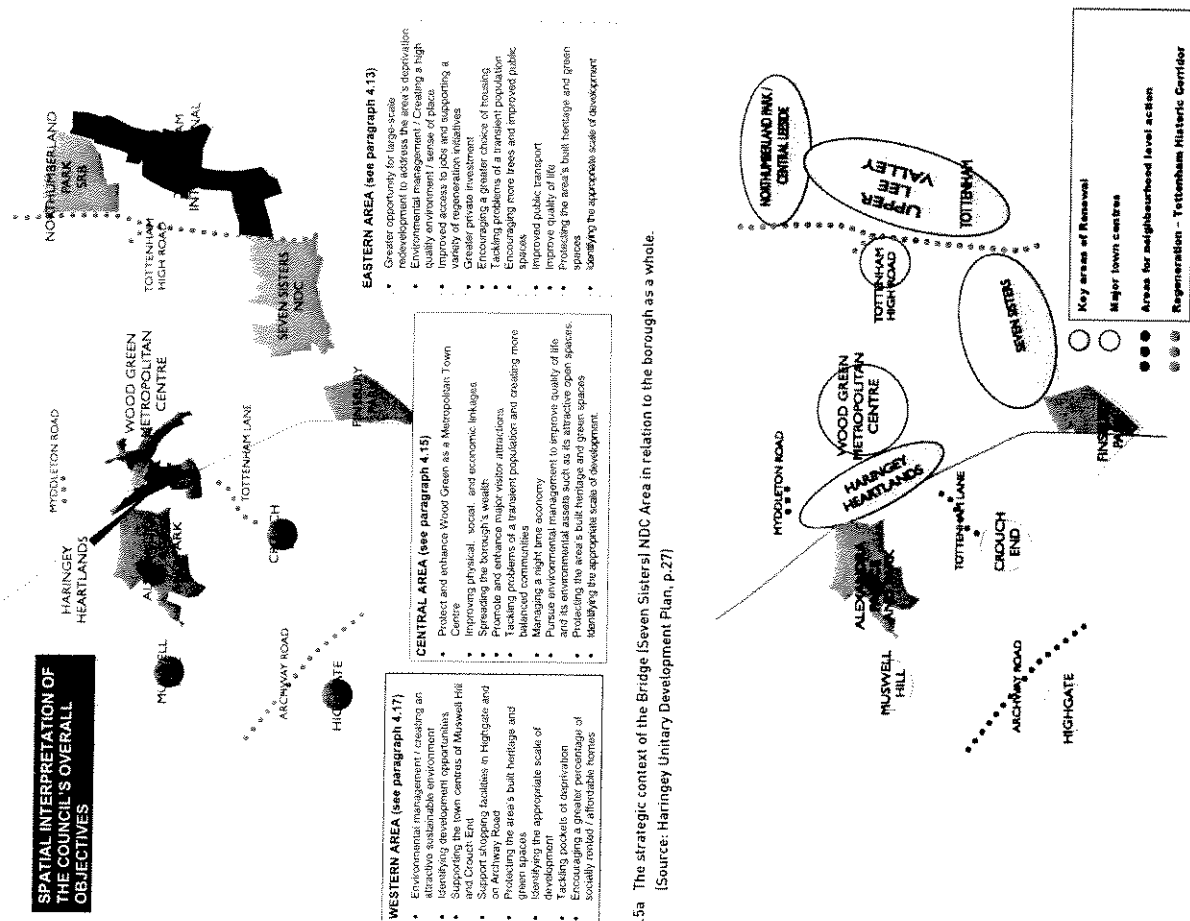 SPATIAL INTERPRETATION OF
THE COUNCIL'S OVERALL
OBJECTIVES
HARINGEY
HEARTLANDS
MYDDLETON ROAD
WOOD GREEN
METROPOLITAN
CENTRE
NORTHUMBERLAND
PARK
SRB
TOTTENHAM
HIGH ROAD
PARK
TOTTENHAM LANE
SEVEN SISTERS
NDC
ARCHWAY ROAD
WESTERN AREA (see paragraph 4.17)
• Environmental management / creating an
attractive sustainable environment
• Identifying development opportunities
• Supporting the town centres of Muswell Hill
and Crouch End
• Support shopping facilities in Highgate and
on Archway Road
• Protecting the area's built heritage and
green spaces
• Identifying the appropriate scale of
development
• Tackling pockets of deprivation
• Encouraging a greater percentage of
socially rented / affordable homes
CENTRAL AREA (see paragraph 4.15)
• Protect and enhance Wood Green as a Metropolitan Town
Centre
• Improving physical, social, and economic linkages
• Spreading the borough's wealth
• Promote and enhance major visitor attractions
• Tackling problems of a transient population and creating more
balanced communities
• Managing a night time economy
• Pursue environmental management to improve quality of life
and its environmental assets such as its attractive open spaces.
• Protecting the area's built heritage and green spaces
• Identifying the appropriate scale of development.
EASTERN AREA (see paragraph 4.13)
• Greater opportunity for large-scale
redevelopment to address the area's deprivation
• Environmental management / Creating a high
quality environment / sense of place
• Improved access to jobs and supporting a
variety of regeneration initiatives
• Greater private investment
• Encouraging a greater choice of housing
• Tackling problems of a transient population
• Encouraging more trees and improved public
spaces
• Improved public transport
• Improve quality of life
• Protecting the area's built heritage and green
spaces
• Identifying the appropriate scale of development
.5a The strategic context of the Bridge (Seven Sisters) NDC Area in relation to the borough as a whole.
(Source: Haringey Unitary Development Plan, p.27)
NORTHUMBERLAND PARK /
CENTRAL LEESIDE
UPPER
LEE
VALLEY
TOTTENHAM
TOTTENHAM
HIGH ROAD
MYDDLETON ROAD
WOOD GREEN
METROPOLITAN
CENTRE
HARINGEY
HEARTLANDS
SEVEN SISTERS
ALEXANDRA
TOTTENHAM LANE
CROUCH
END
MUSWELL
HILL
ARCHWAY ROAD
HIGHGATE
Key areas of Renewal
Major town centres
Areas for neighbourhood level action
Regeneration - Tottenham Historic Corridor